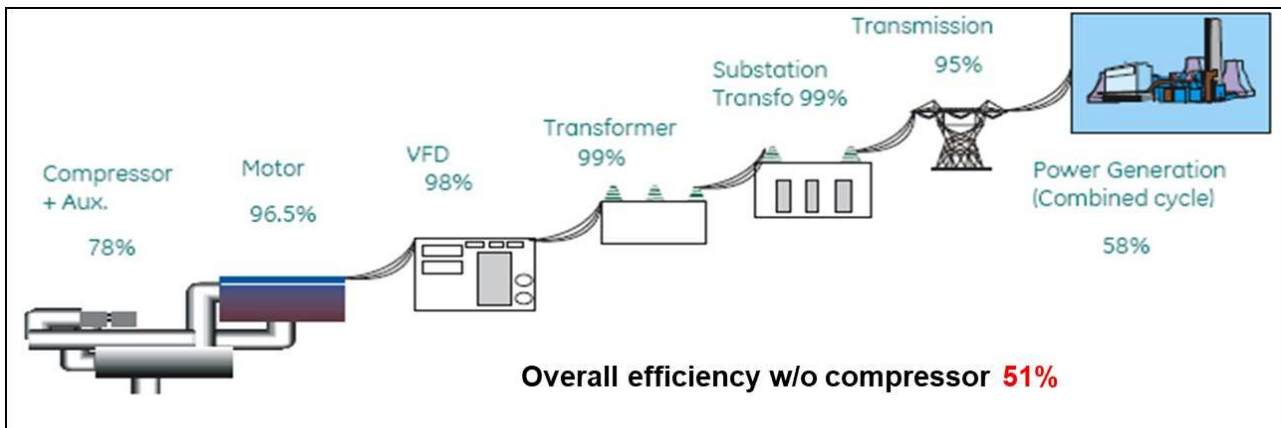 Compressor
+ Aux.
78%
Motor
96.5%
VFD
98%
Transformer
99%
Substation
Transfo 99%
Transmission
95%
Power Generation
(Combined cycle)
58%
Overall efficiency w/o compressor 51%